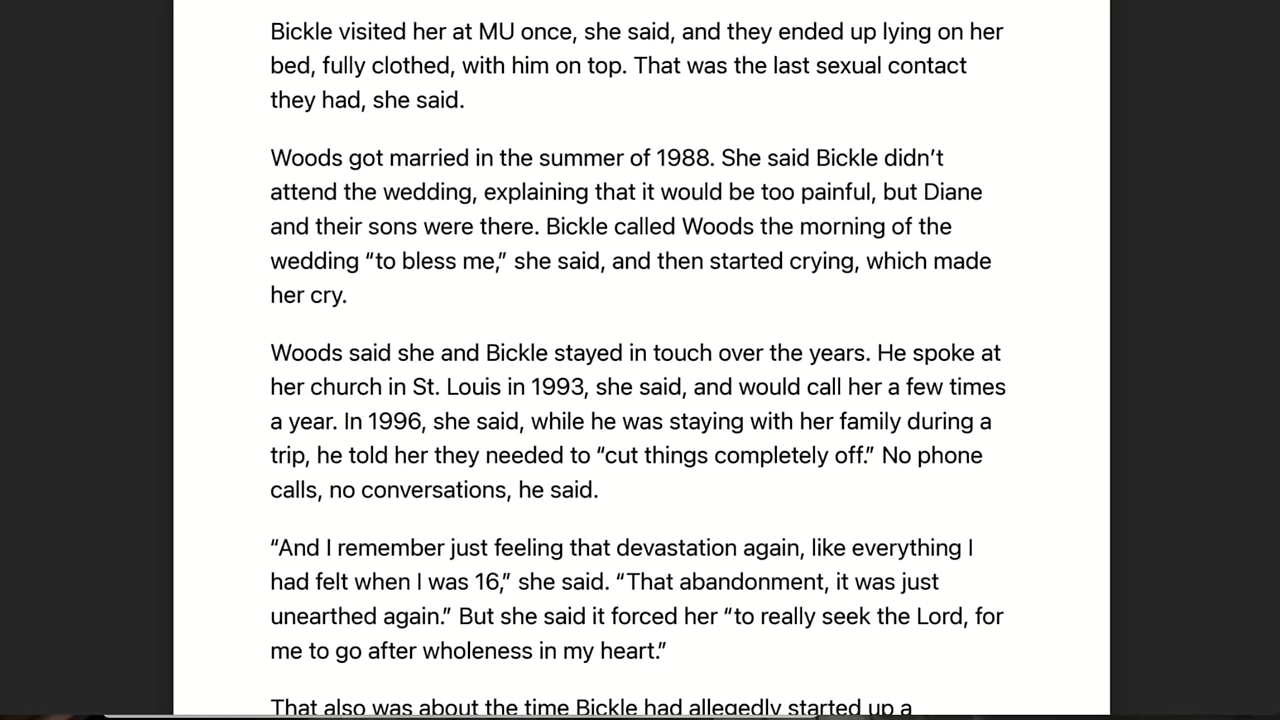 Bickle visited her at MU once, she said, and they ended up lying on her
bed, fully clothed, with him on top. That was the last sexual contact
they had, she said.
Woods got married in the summer of 1988. She said Bickle didn’t
attend the wedding, explaining that it would be too painful, but Diane
and their sons were there. Bickle called Woods the morning of the
wedding “to bless me,” she said, and then started crying, which made
her cry.
Woods said she and Bickle stayed in touch over the years. He spoke at
her church in St. Louis in 1993, she said, and would call her a few times
a year. In 1996, she said, while he was staying with her family during a
trip, he told her they needed to “cut things completely off.” No phone
calls, no conversations, he said.
“And I remember just feeling that devastation again, like everything I
had felt when I was 16,” she said. “That abandonment, it was just
unearthed again.” But she said it forced her “to really seek the Lord, for
me to go after wholeness in my heart.”
That also was about the time Bickle had allegedly started up a